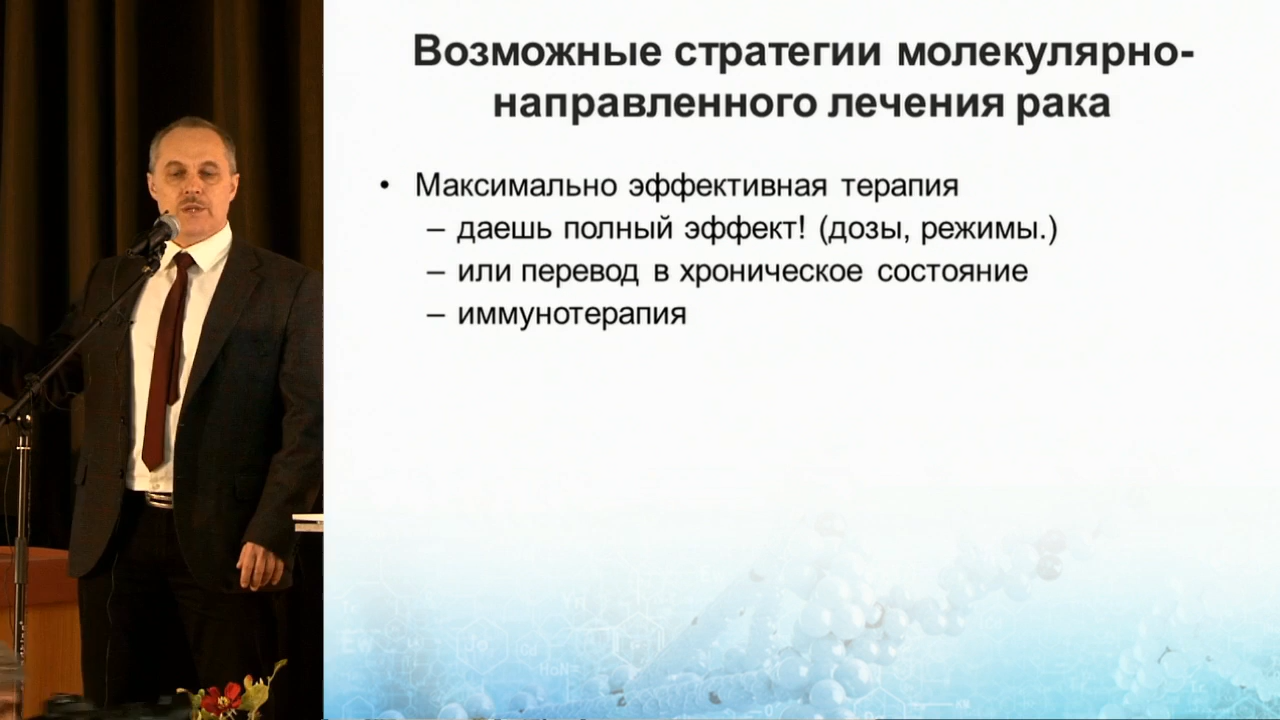 Возможные стратегии молекулярно-
направленного лечения рака
• Максимально эффективная терапия
– даешь полный эффект! (дозы, режимы.)
– или перевод в хроническое состояние
– иммунотерапия